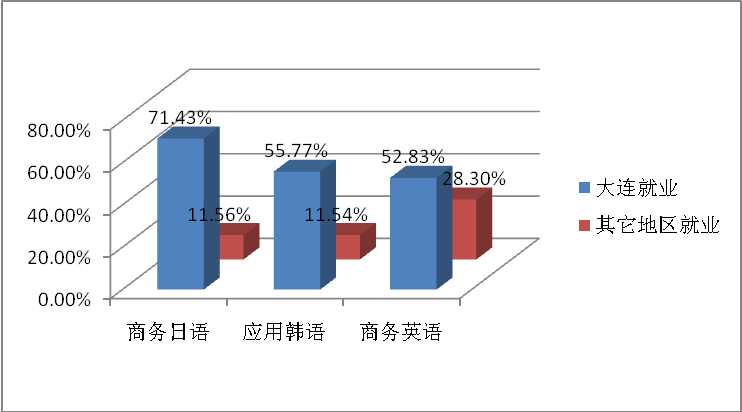 80.00%
60.00%
40.00%
20.00%
0.00%
71.43%
55.77%
52.83%
11.56%
11.54%
28.30%
商务日语
应用韩语
商务英语
大连就业
其它地区就业